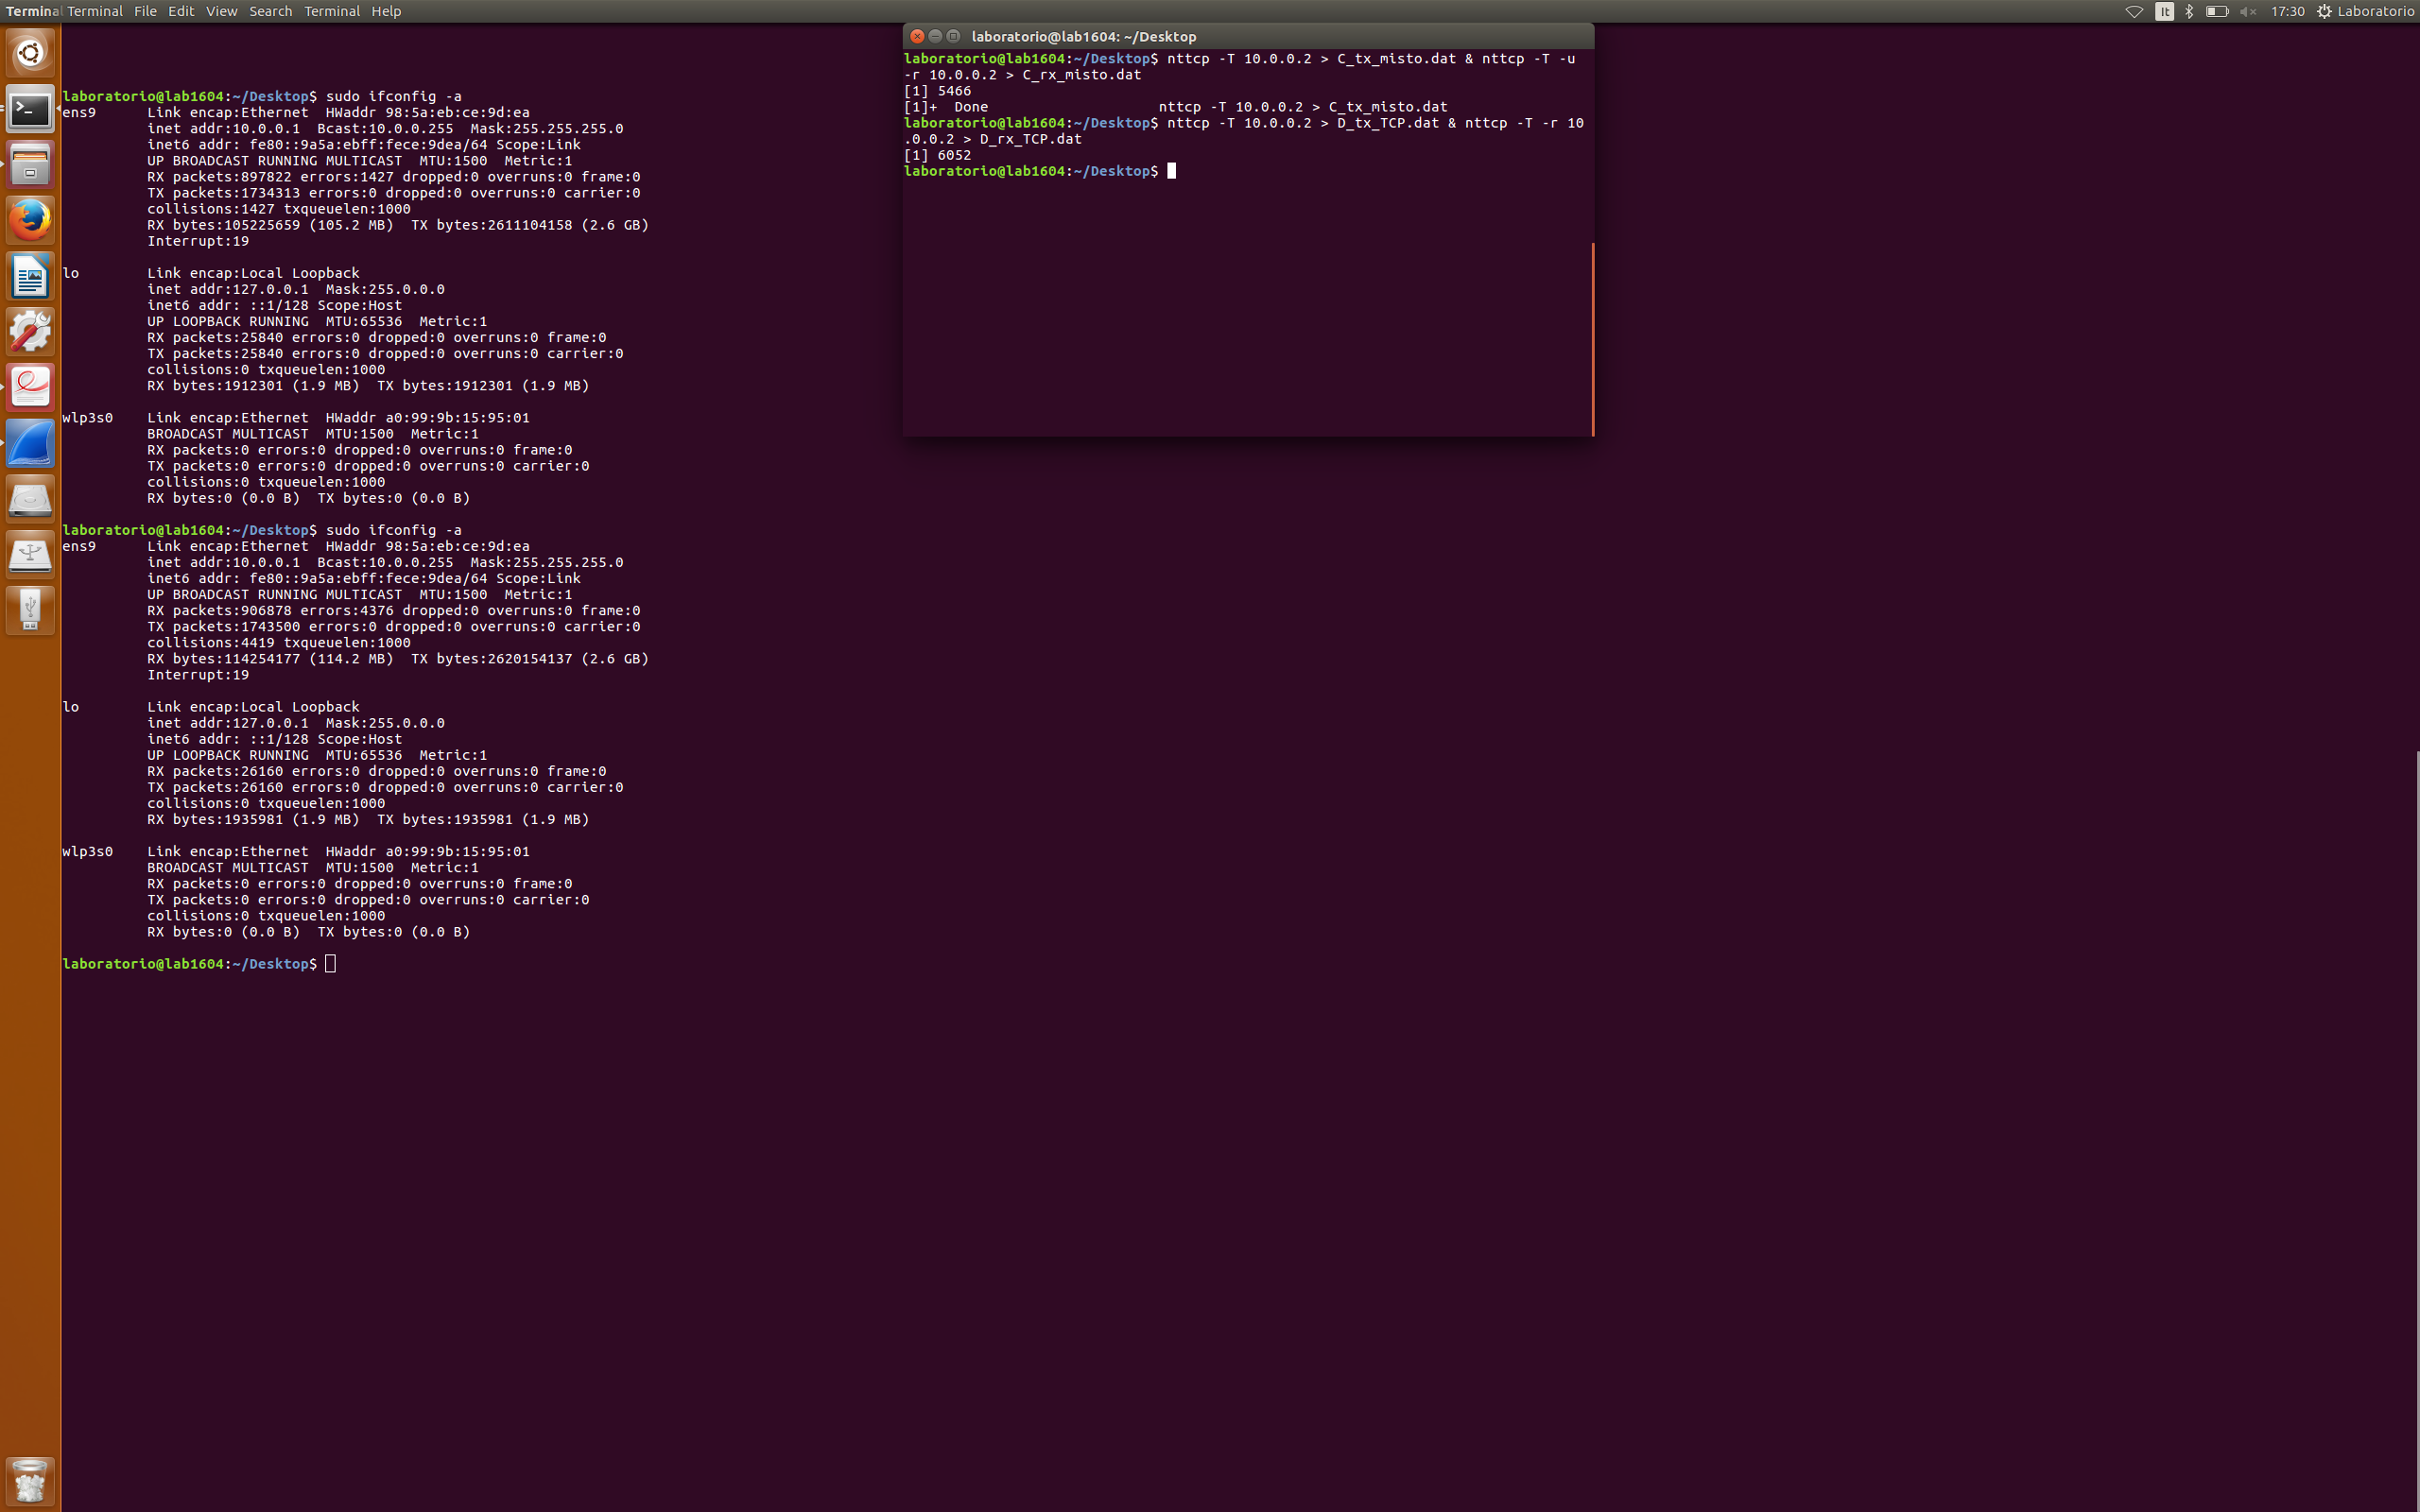 Terminal Terminal File Edit View Search Terminal Help
It 17:30 Laboratorio
laboratorio@lab1604:~/Desktop$ sudo ifconfig -a
ens9      Link encap:Ethernet  HWaddr 98:5a:eb:ce:9d:ea
          inet addr:10.0.0.1  Bcast:10.0.0.255  Mask:255.255.255.0
          inet6 addr: fe80::9a5a:ebff:fece:9dea/64 Scope:Link
          UP BROADCAST RUNNING MULTICAST  MTU:1500  Metric:1
          RX packets:897822 errors:1427 dropped:0 overruns:0 frame:0
          TX packets:1734313 errors:0 dropped:0 overruns:0 carrier:0
          collisions:1427 txqueuelen:1000
          RX bytes:105225659 (105.2 MB)  TX bytes:2611104158 (2.6 GB)
          Interrupt:19
lo        Link encap:Local Loopback
          inet addr:127.0.0.1  Mask:255.0.0.0
          inet6 addr: ::1/128 Scope:Host
          UP LOOPBACK RUNNING  MTU:65536  Metric:1
          RX packets:25840 errors:0 dropped:0 overruns:0 frame:0
          TX packets:25840 errors:0 dropped:0 overruns:0 carrier:0
          collisions:0 txqueuelen:1000
          RX bytes:1912301 (1.9 MB)  TX bytes:1912301 (1.9 MB)
wlp3s0    Link encap:Ethernet  HWaddr a0:99:9b:15:95:01
          BROADCAST MULTICAST  MTU:1500  Metric:1
          RX packets:0 errors:0 dropped:0 overruns:0 frame:0
          TX packets:0 errors:0 dropped:0 overruns:0 carrier:0
          collisions:0 txqueuelen:1000
          RX bytes:0 (0.0 B)  TX bytes:0 (0.0 B)
laboratorio@lab1604:~/Desktop$ sudo ifconfig -a
ens9      Link encap:Ethernet  HWaddr 98:5a:eb:ce:9d:ea
          inet addr:10.0.0.1  Bcast:10.0.0.255  Mask:255.255.255.0
          inet6 addr: fe80::9a5a:ebff:fece:9dea/64 Scope:Link
          UP BROADCAST RUNNING MULTICAST  MTU:1500  Metric:1
          RX packets:906878 errors:4376 dropped:0 overruns:0 frame:0
          TX packets:1743500 errors:0 dropped:0 overruns:0 carrier:0
          collisions:4419 txqueuelen:1000
          RX bytes:114254177 (114.2 MB)  TX bytes:2620154137 (2.6 GB)
          Interrupt:19
lo        Link encap:Local Loopback
          inet addr:127.0.0.1  Mask:255.0.0.0
          inet6 addr: ::1/128 Scope:Host
          UP LOOPBACK RUNNING  MTU:65536  Metric:1
          RX packets:26160 errors:0 dropped:0 overruns:0 frame:0
          TX packets:26160 errors:0 dropped:0 overruns:0 carrier:0
          collisions:0 txqueuelen:1000
          RX bytes:1935981 (1.9 MB)  TX bytes:1935981 (1.9 MB)
wlp3s0    Link encap:Ethernet  HWaddr a0:99:9b:15:95:01
          BROADCAST MULTICAST  MTU:1500  Metric:1
          RX packets:0 errors:0 dropped:0 overruns:0 frame:0
          TX packets:0 errors:0 dropped:0 overruns:0 carrier:0
          collisions:0 txqueuelen:1000
          RX bytes:0 (0.0 B)  TX bytes:0 (0.0 B)
laboratorio@lab1604:~/Desktop$
laboratorio@lab1604: ~/Desktop
laboratorio@lab1604:~/Desktop$ nttcp -T 10.0.0.2 > C_tx_misto.dat & nttcp -T -u
-r 10.0.0.2 > C_rx_misto.dat
[1] 5466
[1]+  Done                    nttcp -T 10.0.0.2 > C_tx_misto.dat
laboratorio@lab1604:~/Desktop$ nttcp -T 10.0.0.2 > D_tx_TCP.dat & nttcp -T -r 10
.0.0.2 > D_rx_TCP.dat
[1] 6052
laboratorio@lab1604:~/Desktop$